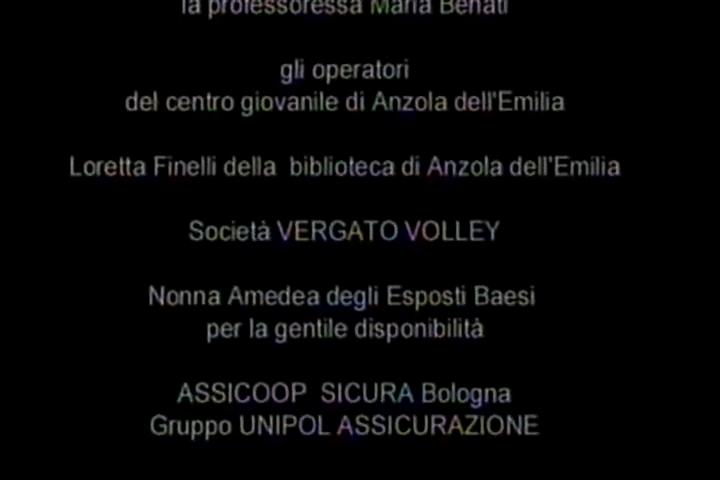 la professoressa Maria Benati
gli operatori
del centro giovanile di Anzola dell'Emilia
Loretta Finelli della  biblioteca di Anzola dell'Emilia
Società VERGATO VOLLEY
Nonna Amedea degli Esposti Baesi
per la gentile disponibilità
ASSICOOP  SICURA Bologna
Gruppo UNIPOL ASSICURAZIONE